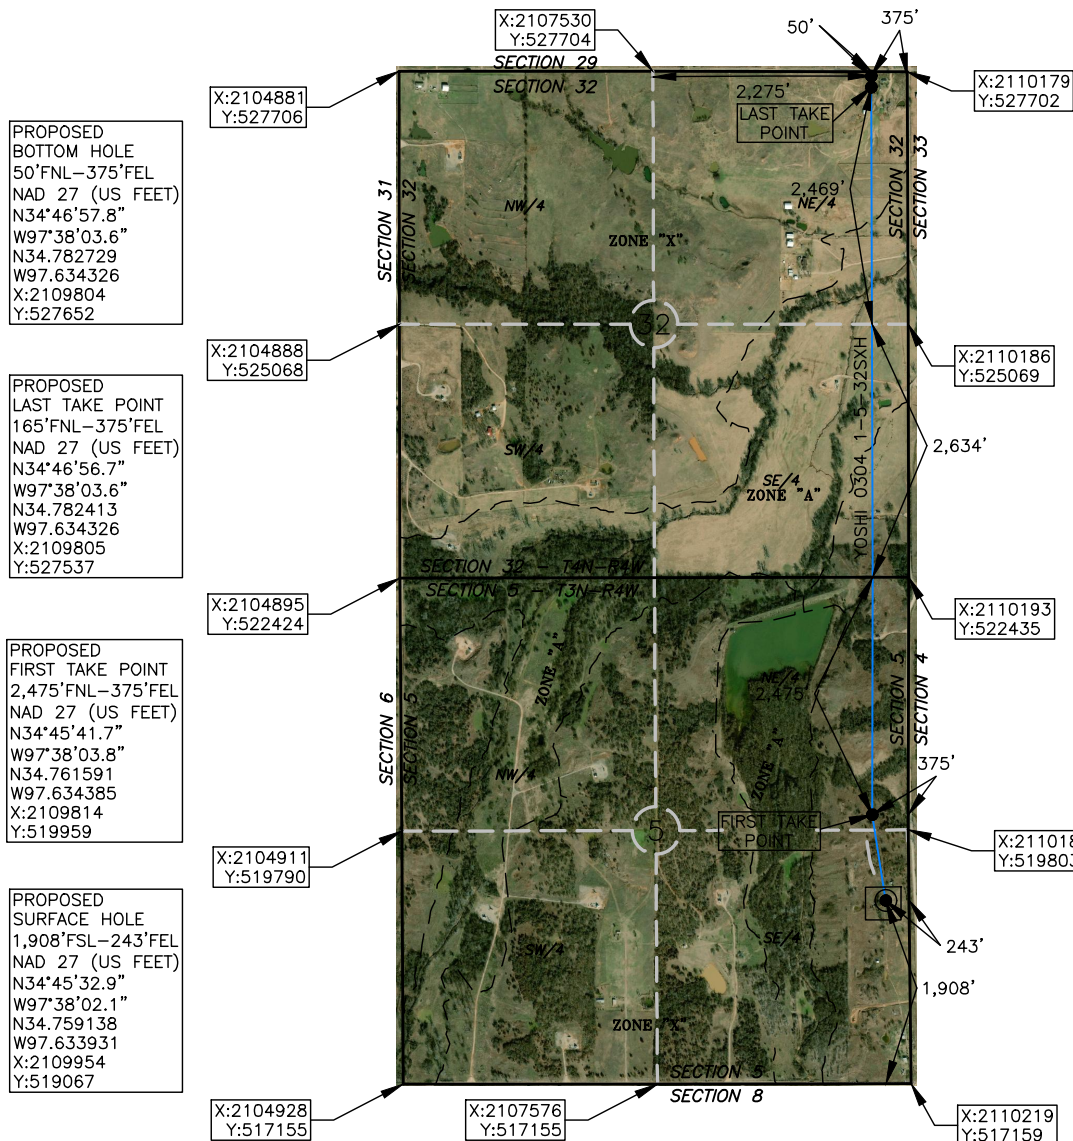 X:2107530
Y:527704
50'
375'
SECTION 29
SECTION 32
X:2104881
Y:527706
X:2110179
Y:527702
2,275'
LAST TAKE
POINT
PROPOSED
BOTTOM HOLE
50'FNL-375'FEL
NAD 27 (US FEET)
N34°46'57.8"
W97°38'03.6"
N34.782729
W97.634326
X:2109804
Y:527652
SECTION 31
SECTION 32
SECTION 32
SECTION 33
NW/4
2,469'
NE/4
ZONE "X"
32
X:2104888
Y:525068
X:2110186
Y:525069
PROPOSED
LAST TAKE POINT
165'FNL-375'FEL
NAD 27 (US FEET)
N34°46'56.7"
W97°38'03.6"
N34.782413
W97.634326
X:2109805
Y:527537
YOSHI 0304 1-5-32SXH
2,634'
SW/4
SE/4
ZONE "A"
SECTION 32 - T4N-R4W
SECTION 5 - T3N-R4W
X:2104895
Y:522424
X:2110193
Y:522435
PROPOSED
FIRST TAKE POINT
2,475'FNL-375'FEL
NAD 27 (US FEET)
N34°45'41.7"
W97°38'03.8"
N34.761591
W97.634385
X:2109814
Y:519959
SECTION 6
SECTION 5
ZONE "A"
NE/4
2,475'
SECTION 5
SECTION 4
NW/4
ZONE "A"
375'
FIRST TAKE
POINT
5
X:2104911
Y:519790
X:211018
Y:519803
PROPOSED
SURFACE HOLE
1,908'FSL-243'FEL
NAD 27 (US FEET)
N34°45'32.9"
W97°38'02.1"
N34.759138
W97.633931
X:2109954
Y:519067
SW/4
SE/4
243'
1,908'
ZONE "X"
SECTION 5
SECTION 8
X:2104928
Y:517155
X:2107576
Y:517155
X:2110219
Y:517159